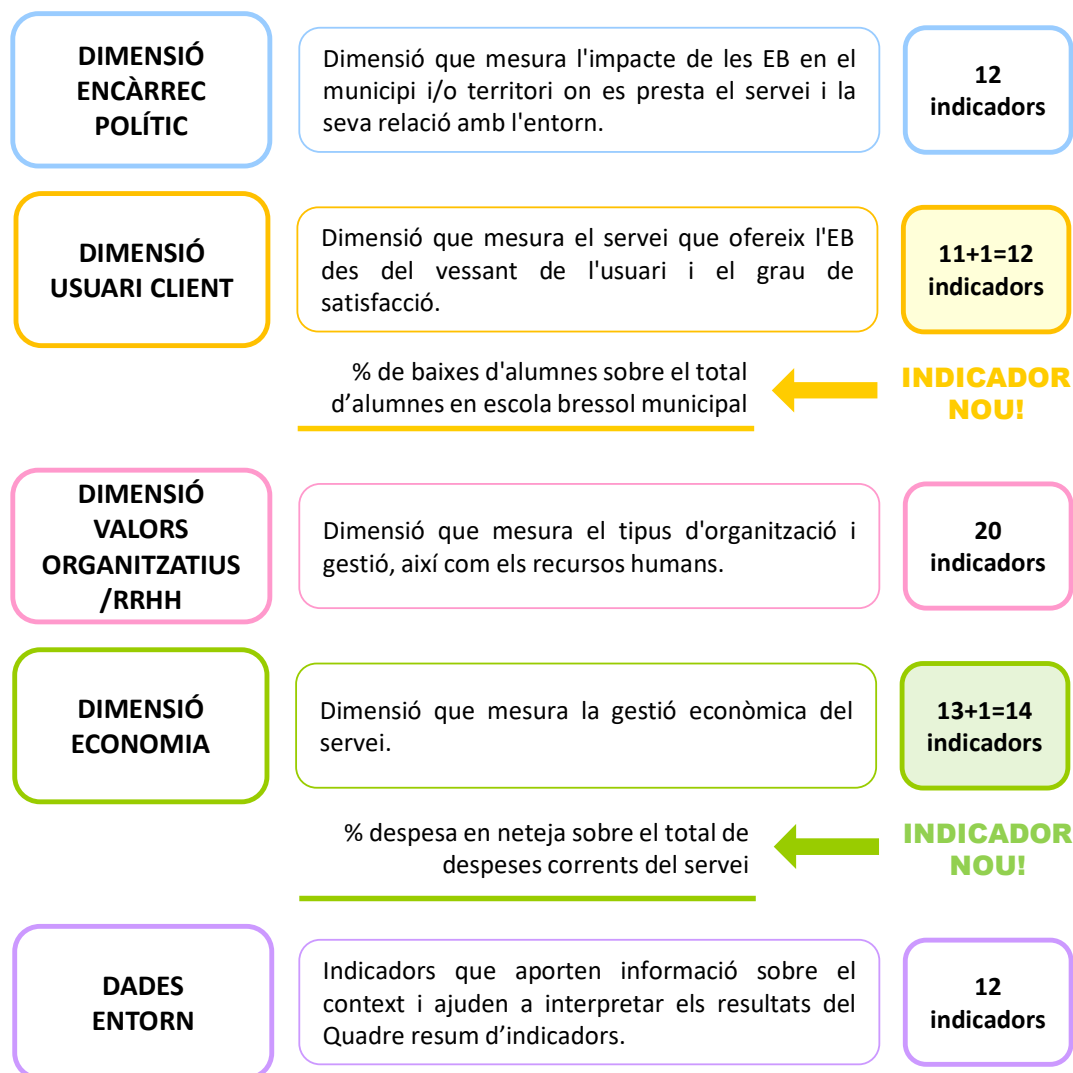 DIMENSIÓ
ENCÀRREC
POLÍTIC
Dimensió que mesura l'impacte de les EB en el
municipi i/o territori on es presta el servei i la
seva relació amb l'entorn.
12
indicadors
DIMENSIÓ
USUARI CLIENT
Dimensió que mesura el servei que ofereix l'EB
des del vessant de l'usuari i el grau de
satisfacció.
11+1=12
indicadors
% de baixes d'alumnes sobre el total
d’alumnes en escola bressol municipal
INDICADOR
NOU!
DIMENSIÓ
VALORS
ORGANITZATIUS
/RRHH
Dimensió que mesura el tipus d'organització i
gestió, així com els recursos humans.
20
indicadors
DIMENSIÓ
ECONOMIA
Dimensió que mesura la gestió econòmica del
servei.
13+1=14
indicadors
% despesa en neteja sobre el total de
despeses corrents del servei
INDICADOR
NOU!
DADES
ENTORN
Indicadors que aporten informació sobre el
context i ajuden a interpretar els resultats del
Quadre resum d’indicadors.
12
indicadors